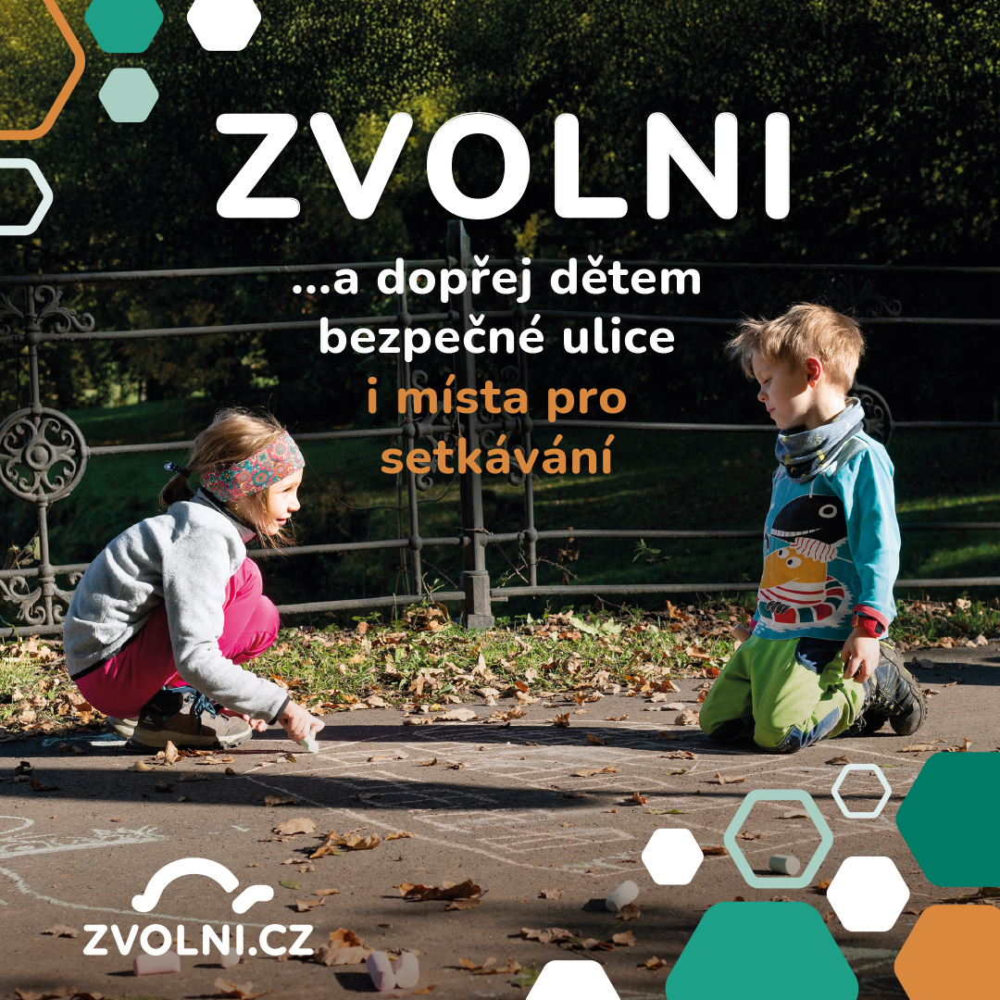 ZVOLNI
...a dopřej dětem
bezpečné ulice
i místa pro
setkávání
ZVOLNI.CZ